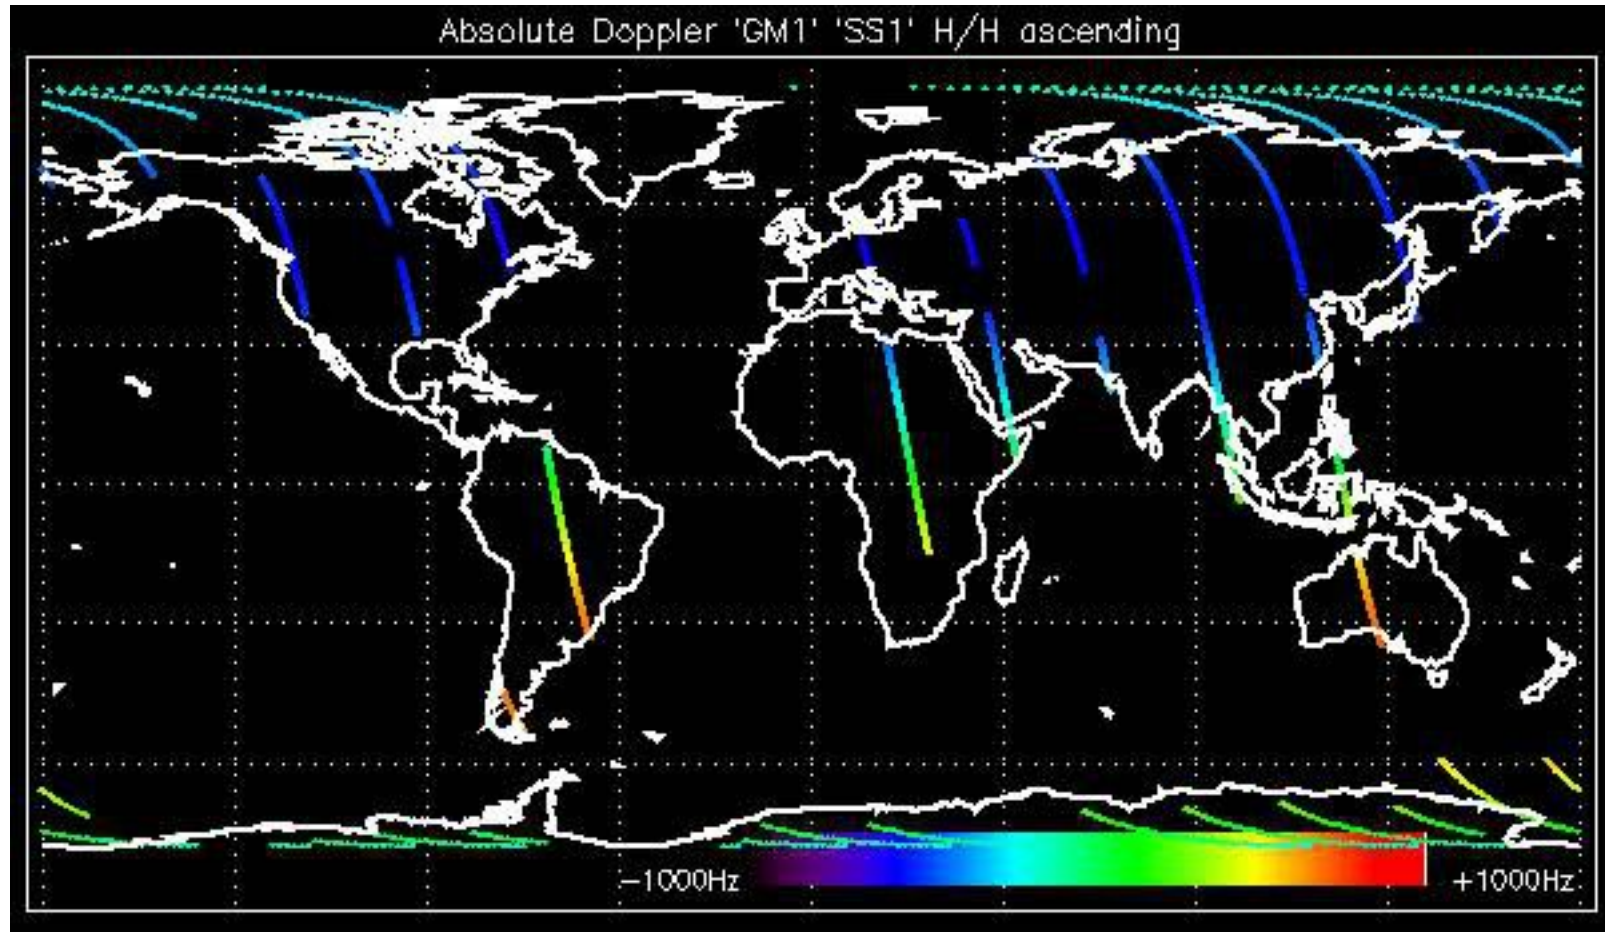 Absolute Doppler 'GM1' 'SS1' H/H ascending
−1000Hz
+1000Hz